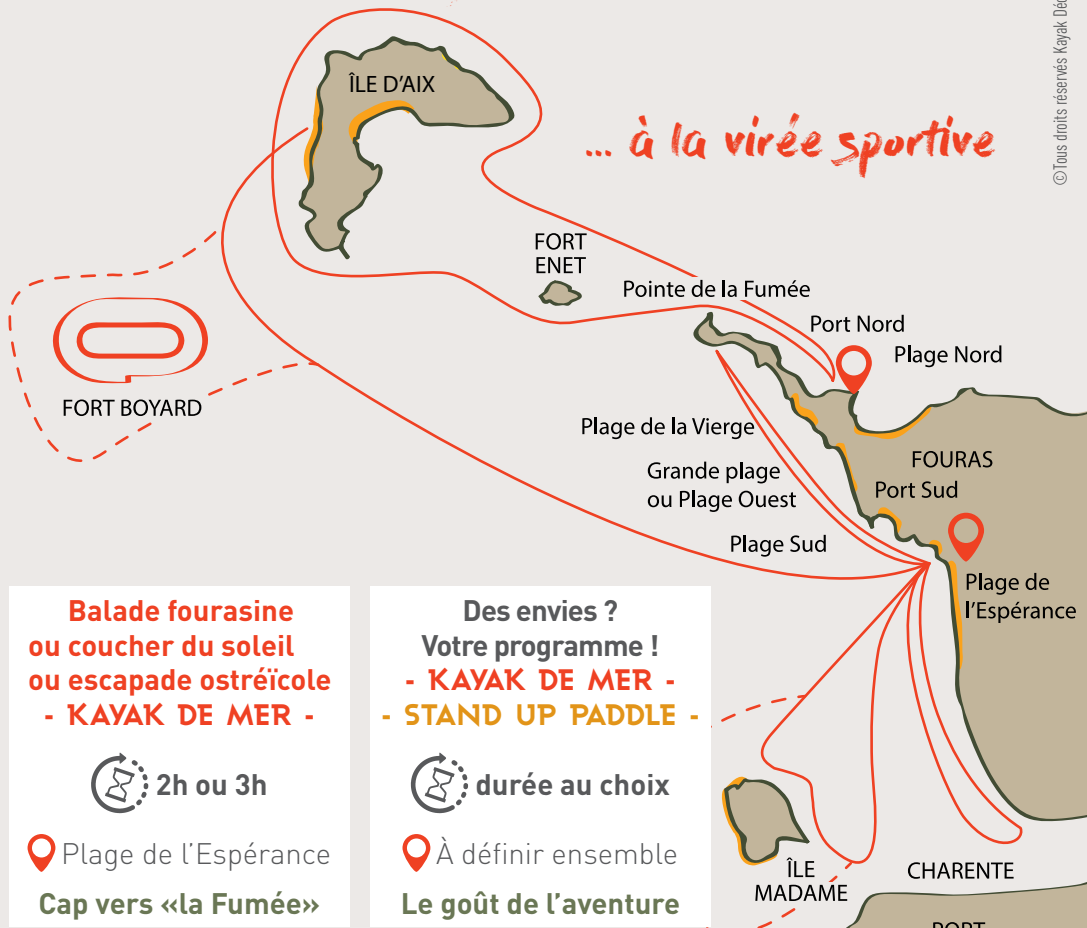 ©Tous droits réservés Kayak
ÎLE D'AIX
... à la virée sportive
FORT
ENET
Pointe de la Fumée
Port Nord
Plage Nord
FORT BOYARD
Plage de la Vierge
FOURAS
Grande plage
ou Plage Ouest
Port Sud
Plage Sud
Plage de
l'Espérance
Balade fourasine
ou coucher du soleil
ou escapade ostréïcole
- KAYAK DE MER -
2h ou 3h
Plage de l'Espérance
Cap vers «la Fumée»
Des envies ?
Votre programme !
- KAYAK DE MER -
- STAND UP PADDLE -
durée au choix
À définir ensemble
Le goût de l'aventure
ÎLE
MADAME
CHARENTE
PORT